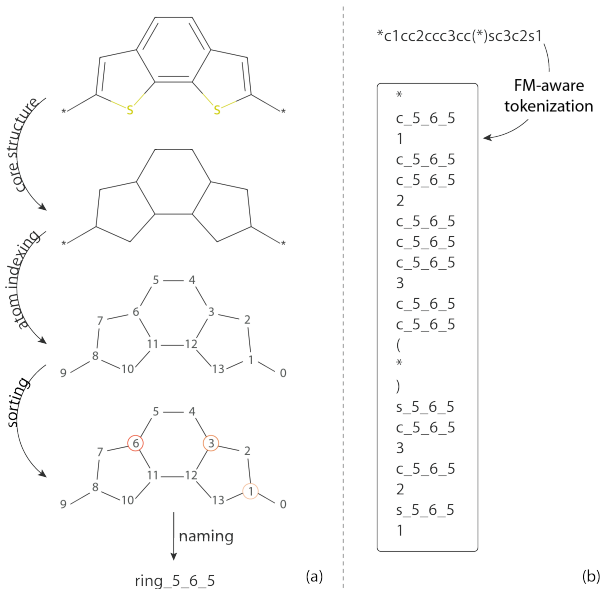 S S
* *
core structure
* *
atom indexing
5 4
6 3
7 2
8 11 12 1
9 10 13 0
sorting
5 4
6 3
7 2
8 11 12 1
9 10 13 0
naming
ring_5_6_5
(a)
*c1cc2ccc3cc(*)sc3c2s1
FM-aware
tokenization
*
c_5_6_5
1
c_5_6_5
c_5_6_5
2
c_5_6_5
c_5_6_5
c_5_6_5
3
c_5_6_5
c_5_6_5
(
*
)
s_5_6_5
c_5_6_5
3
c_5_6_5
2
s_5_6_5
1
(b)